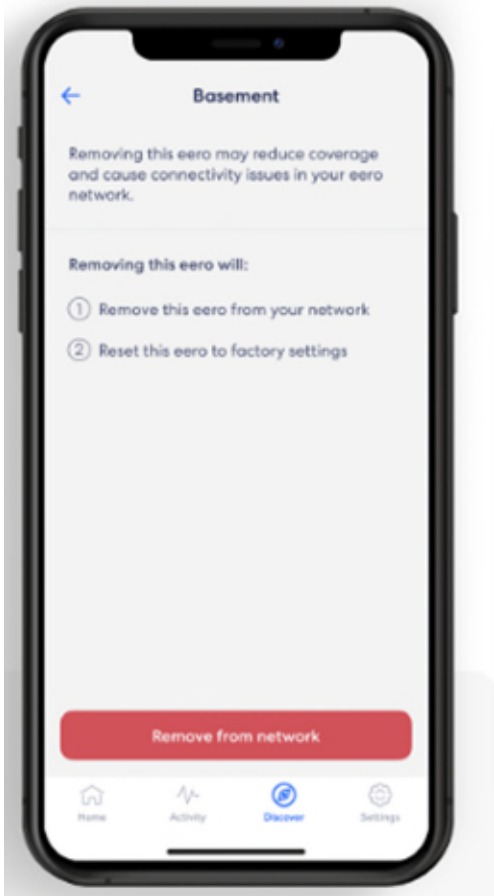 Basement
Removing this eero may reduce coverage
and cause connectivity issues in your eero
network.
Removing this eero will:
1 Remove this eero from your network
2 Reset this eero to factory settings
Remove from network
Home Activity Discover Settings